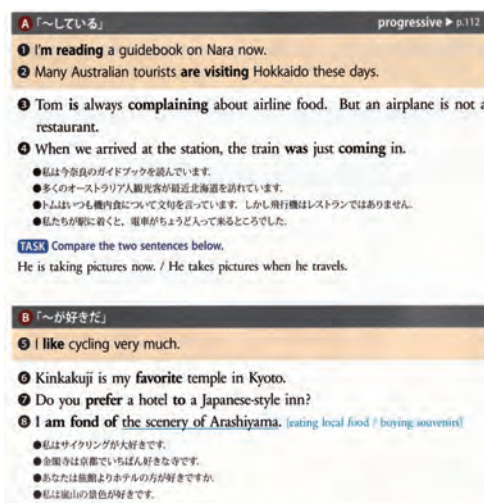 A 「～している」 progressive ▶ p.112
❶ I'm reading a guidebook on Nara now.
❷ Many Australian tourists are visiting Hokkaido these days.
❸ Tom is always complaining about airline food. But an airplane is not a
restaurant.
❹ When we arrived at the station, the train was just coming in.
●私は今奈良のガイドブックを読んでいます.
●多くのオーストラリア人観光客が最近北海道を訪れています.
●トムはいつも機内食について文句を言っています. しかし飛行機はレストランではありません.
●私たちが駅に着くと, 電車がちょうど入って来るところでした.
TASK Compare the two sentences below.
He is taking pictures now. / He takes pictures when he travels.
B 「～が好きだ」
❺ I like cycling very much.
❻ Kinkakuji is my favorite temple in Kyoto.
❼ Do you prefer a hotel to a Japanese-style inn?
❽ I am fond of the scenery of Arashiyama. [eating local food / buying souvenirs]
●私はサイクリングが大好きです.
●金閣寺は京都でいちばん好きな寺です.
●あなたは旅館よりホテルの方が好きですか.
●私は嵐山の景色が好きです.